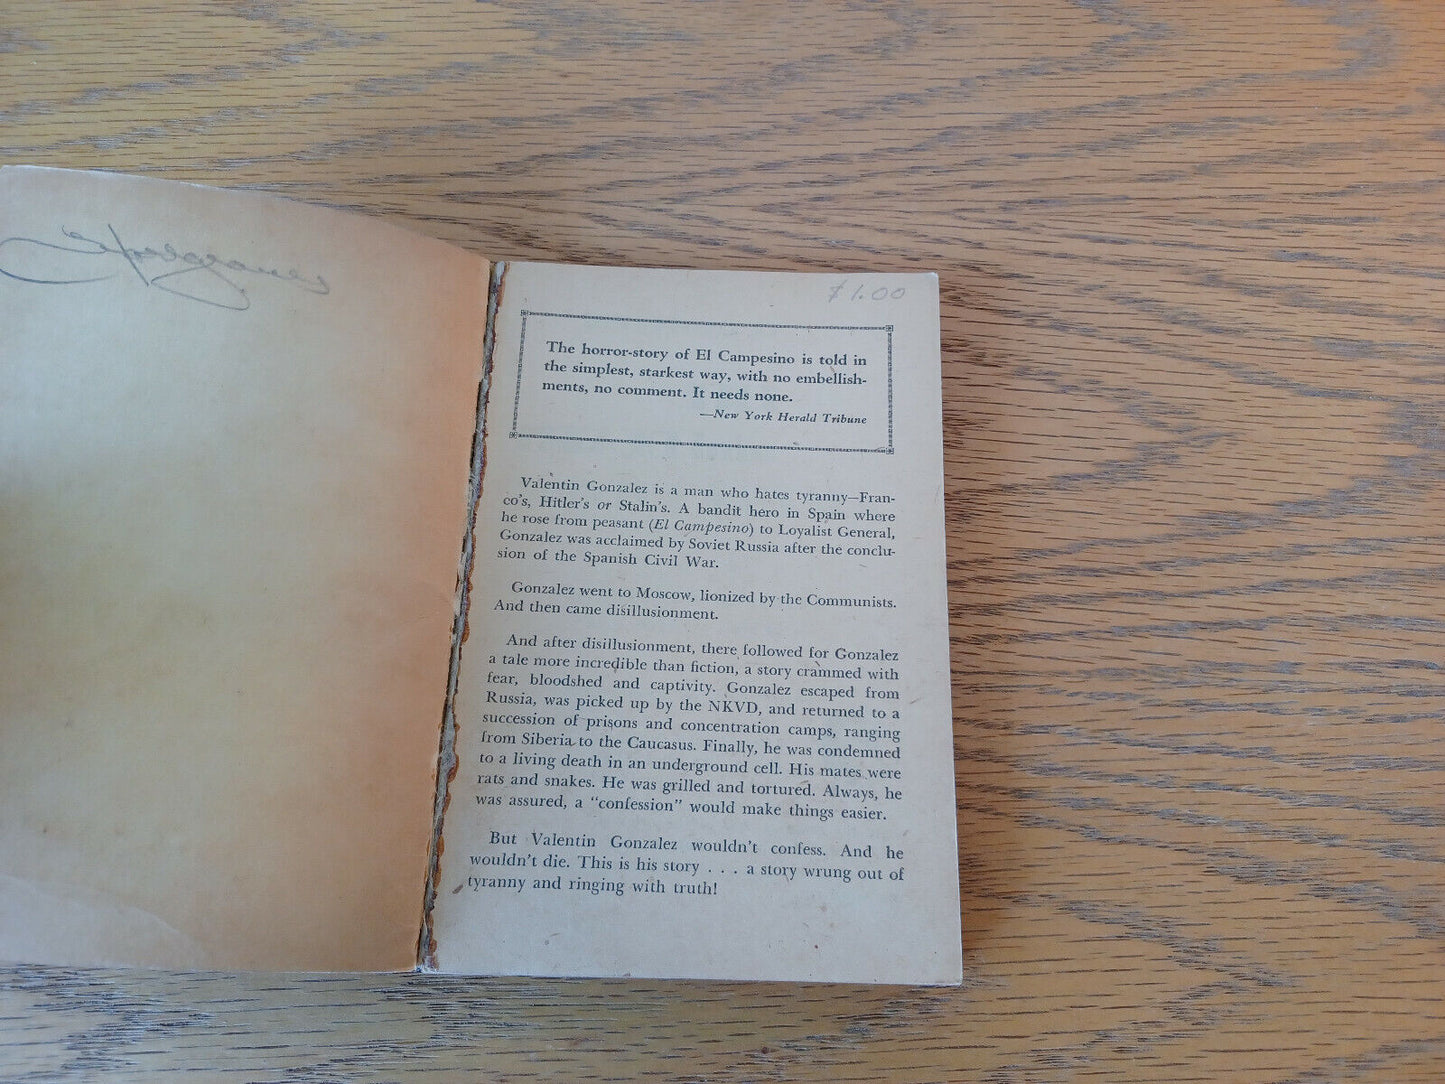 $1.00
The horror-story of El Campesino is told in
the simplest, starkest way, with no embellish-
ments, no comment. It needs none.
—New York Herald Tribune
Valentin Gonzalez is a man who hates tyranny—Fran-
co's, Hitler's or Stalin's. A bandit hero in Spain where
he rose from peasant (El Campesino) to Loyalist General,
Gonzalez was acclaimed by Soviet Russia after the conclu-
sion of the Spanish Civil War.
Gonzalez went to Moscow, lionized by the Communists.
And then came disillusionment.
And after disillusionment, there followed for Gonzalez
a tale more incredible than fiction, a story crammed with
fear, bloodshed and captivity. Gonzalez escaped from
Russia, was picked up by the NKVD, and returned to a
succession of prisons and concentration camps, ranging
from Siberia to the Caucasus. Finally, he was condemned
to a living death in an underground cell. His mates were
rats and snakes. He was grilled and tortured. Always, he
was assured, a "confession" would make things easier.
But Valentin Gonzalez wouldn't confess. And he
wouldn't die. This is his story . . . a story wrung out of
tyranny and ringing with truth!